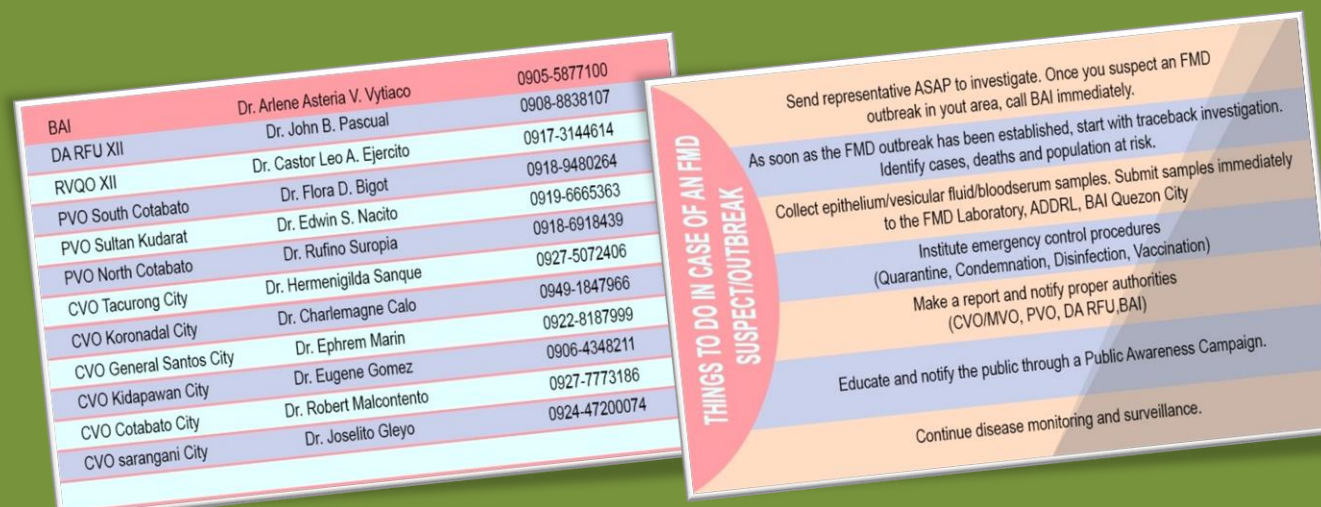 BAI Dr. Arlene Asteria V. Vytiaco 0905-5877100
DA RFU XII Dr. John B. Pascual 0908-8838107
RVQO XII Dr. Castor Leo A. Ejercito 0917-3144614
PVO South Cotabato Dr. Flora D. Bigot 0918-9480264
PVO Sultan Kudarat Dr. Edwin S. Nacito 0919-6665363
PVO North Cotabato Dr. Rufino Suropia 0918-6918439
CVO Tacurong City Dr. Hermenigilda Sanque 0927-5072406
CVO Koronadal City Dr. Charlemagne Calo 0949-1847966
CVO General Santos City Dr. Ephrem Marin 0922-8187999
CVO Kidapawan City Dr. Eugene Gomez 0906-4348211
CVO Cotabato City Dr. Robert Malcontento 0927-7773186
CVO sarangani City Dr. Joselito Gleyo 0924-47200074
THINGS TO DO IN CASE OF AN FMD
SUSPECT/OUTBREAK
Send representative ASAP to investigate. Once you suspect an FMD
outbreak in yout area, call BAI immediately.
As soon as the FMD outbreak has been established, start with traceback investigation.
Identify cases, deaths and population at risk.
Collect epithelium/vesicular fluid/bloodserum samples. Submit samples immediately
to the FMD Laboratory, ADDRL, BAI Quezon City
Institute emergency control procedures
(Quarantine, Condemnation, Disinfection, Vaccination)
Make a report and notify proper authorities
(CVO/MVO, PVO, DA RFU,BAI)
Educate and notify the public through a Public Awareness Campaign.
Continue disease monitoring and surveillance.